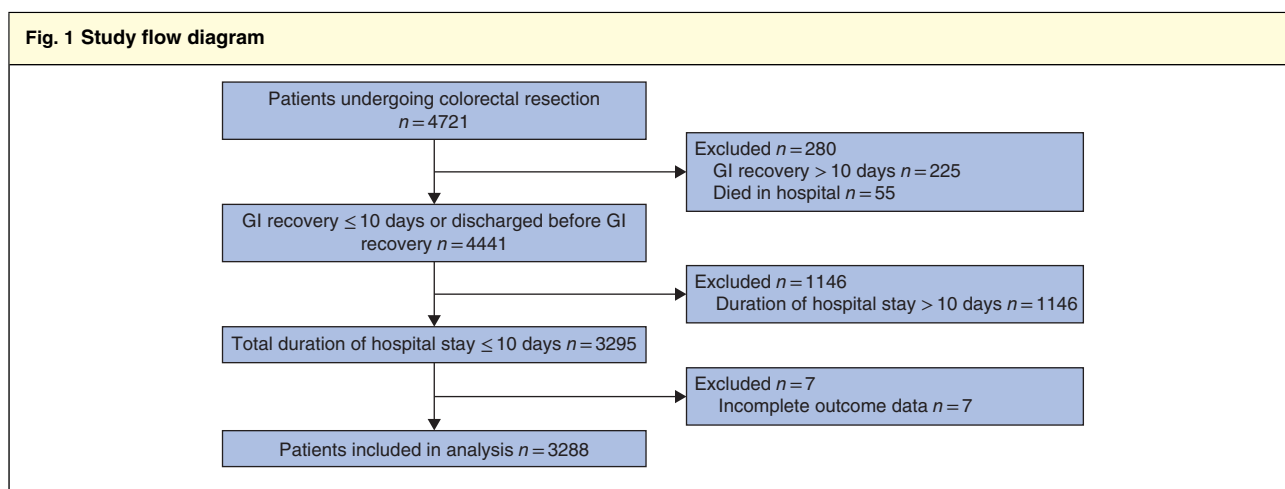 Fig. 1 Study flow diagram
Patients undergoing colorectal resection
n = 4721
Excluded n = 280
GI recovery > 10 days n = 225
Died in hospital n = 55
GI recovery ≤ 10 days or discharged before GI
recovery n = 4441
Excluded n = 1146
Duration of hospital stay > 10 days n = 1146
Total duration of hospital stay ≤ 10 days n = 3295
Excluded n = 7
Incomplete outcome data n = 7
Patients included in analysis n = 3288